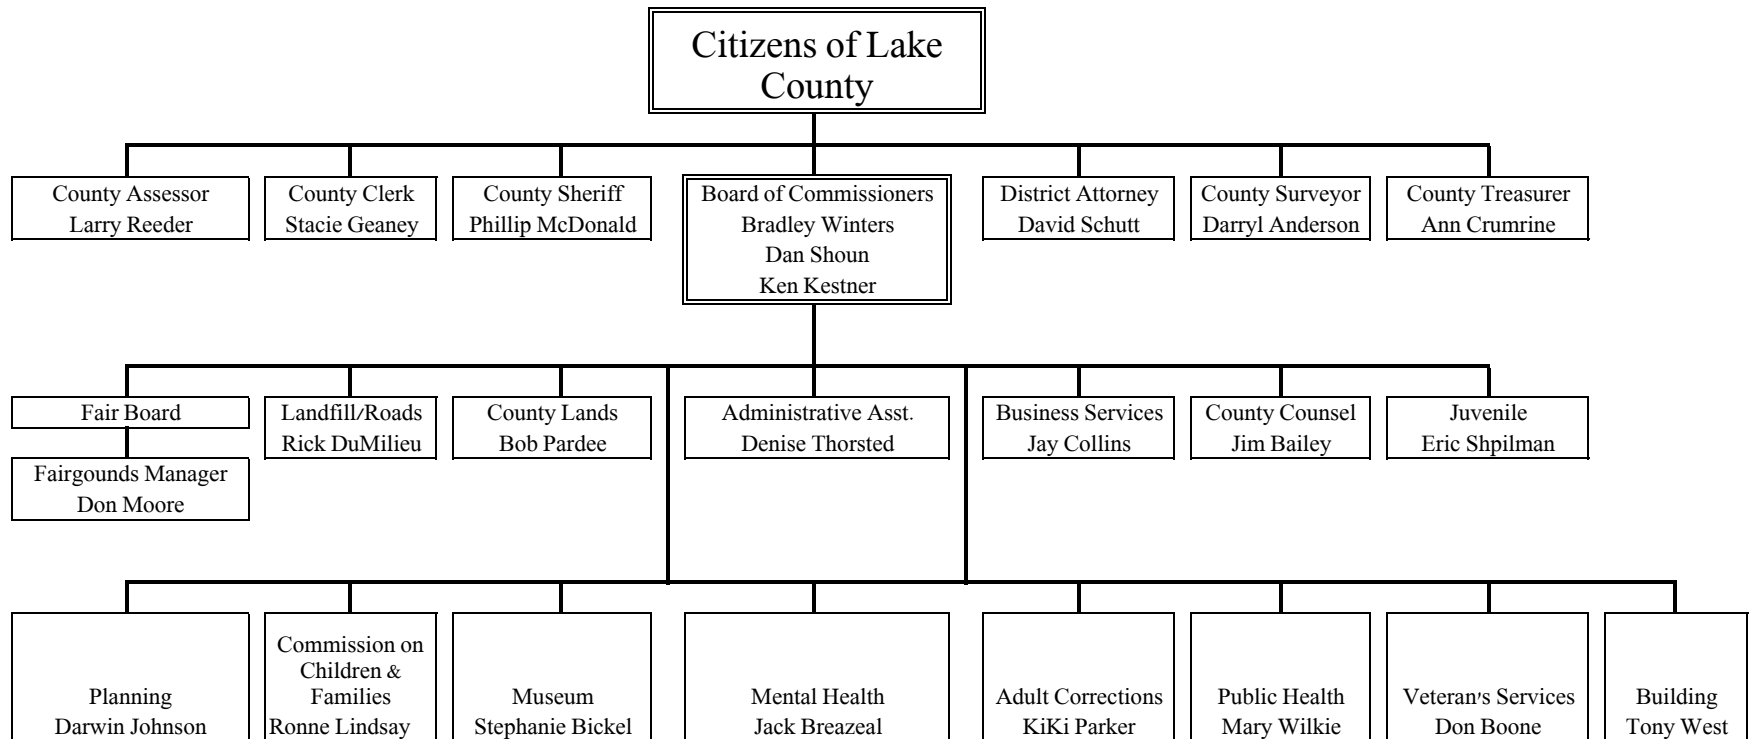 Citizens of Lake
County
County Assessor
Larry Reeder
County Clerk
Stacie Geaney
County Sheriff
Phillip McDonald
Board of Commissioners
Bradley Winters
Dan Shoun
Ken Kestner
District Attorney
David Schutt
County Surveyor
Darryl Anderson
County Treasurer
Ann Crumrine
Fair Board
Fairgounds Manager
Don Moore
Landfill/Roads
Rick DuMilieu
County Lands
Bob Pardee
Administrative Asst.
Denise Thorsted
Business Services
Jay Collins
County Counsel
Jim Bailey
Juvenile
Eric Shpilman
Planning
Darwin Johnson
Commission on
Children &
Families
Ronne Lindsay
Museum
Stephanie Bickel
Mental Health
Jack Breazeal
Adult Corrections
KiKi Parker
Public Health
Mary Wilkie
Veteran's Services
Don Boone
Building
Tony West